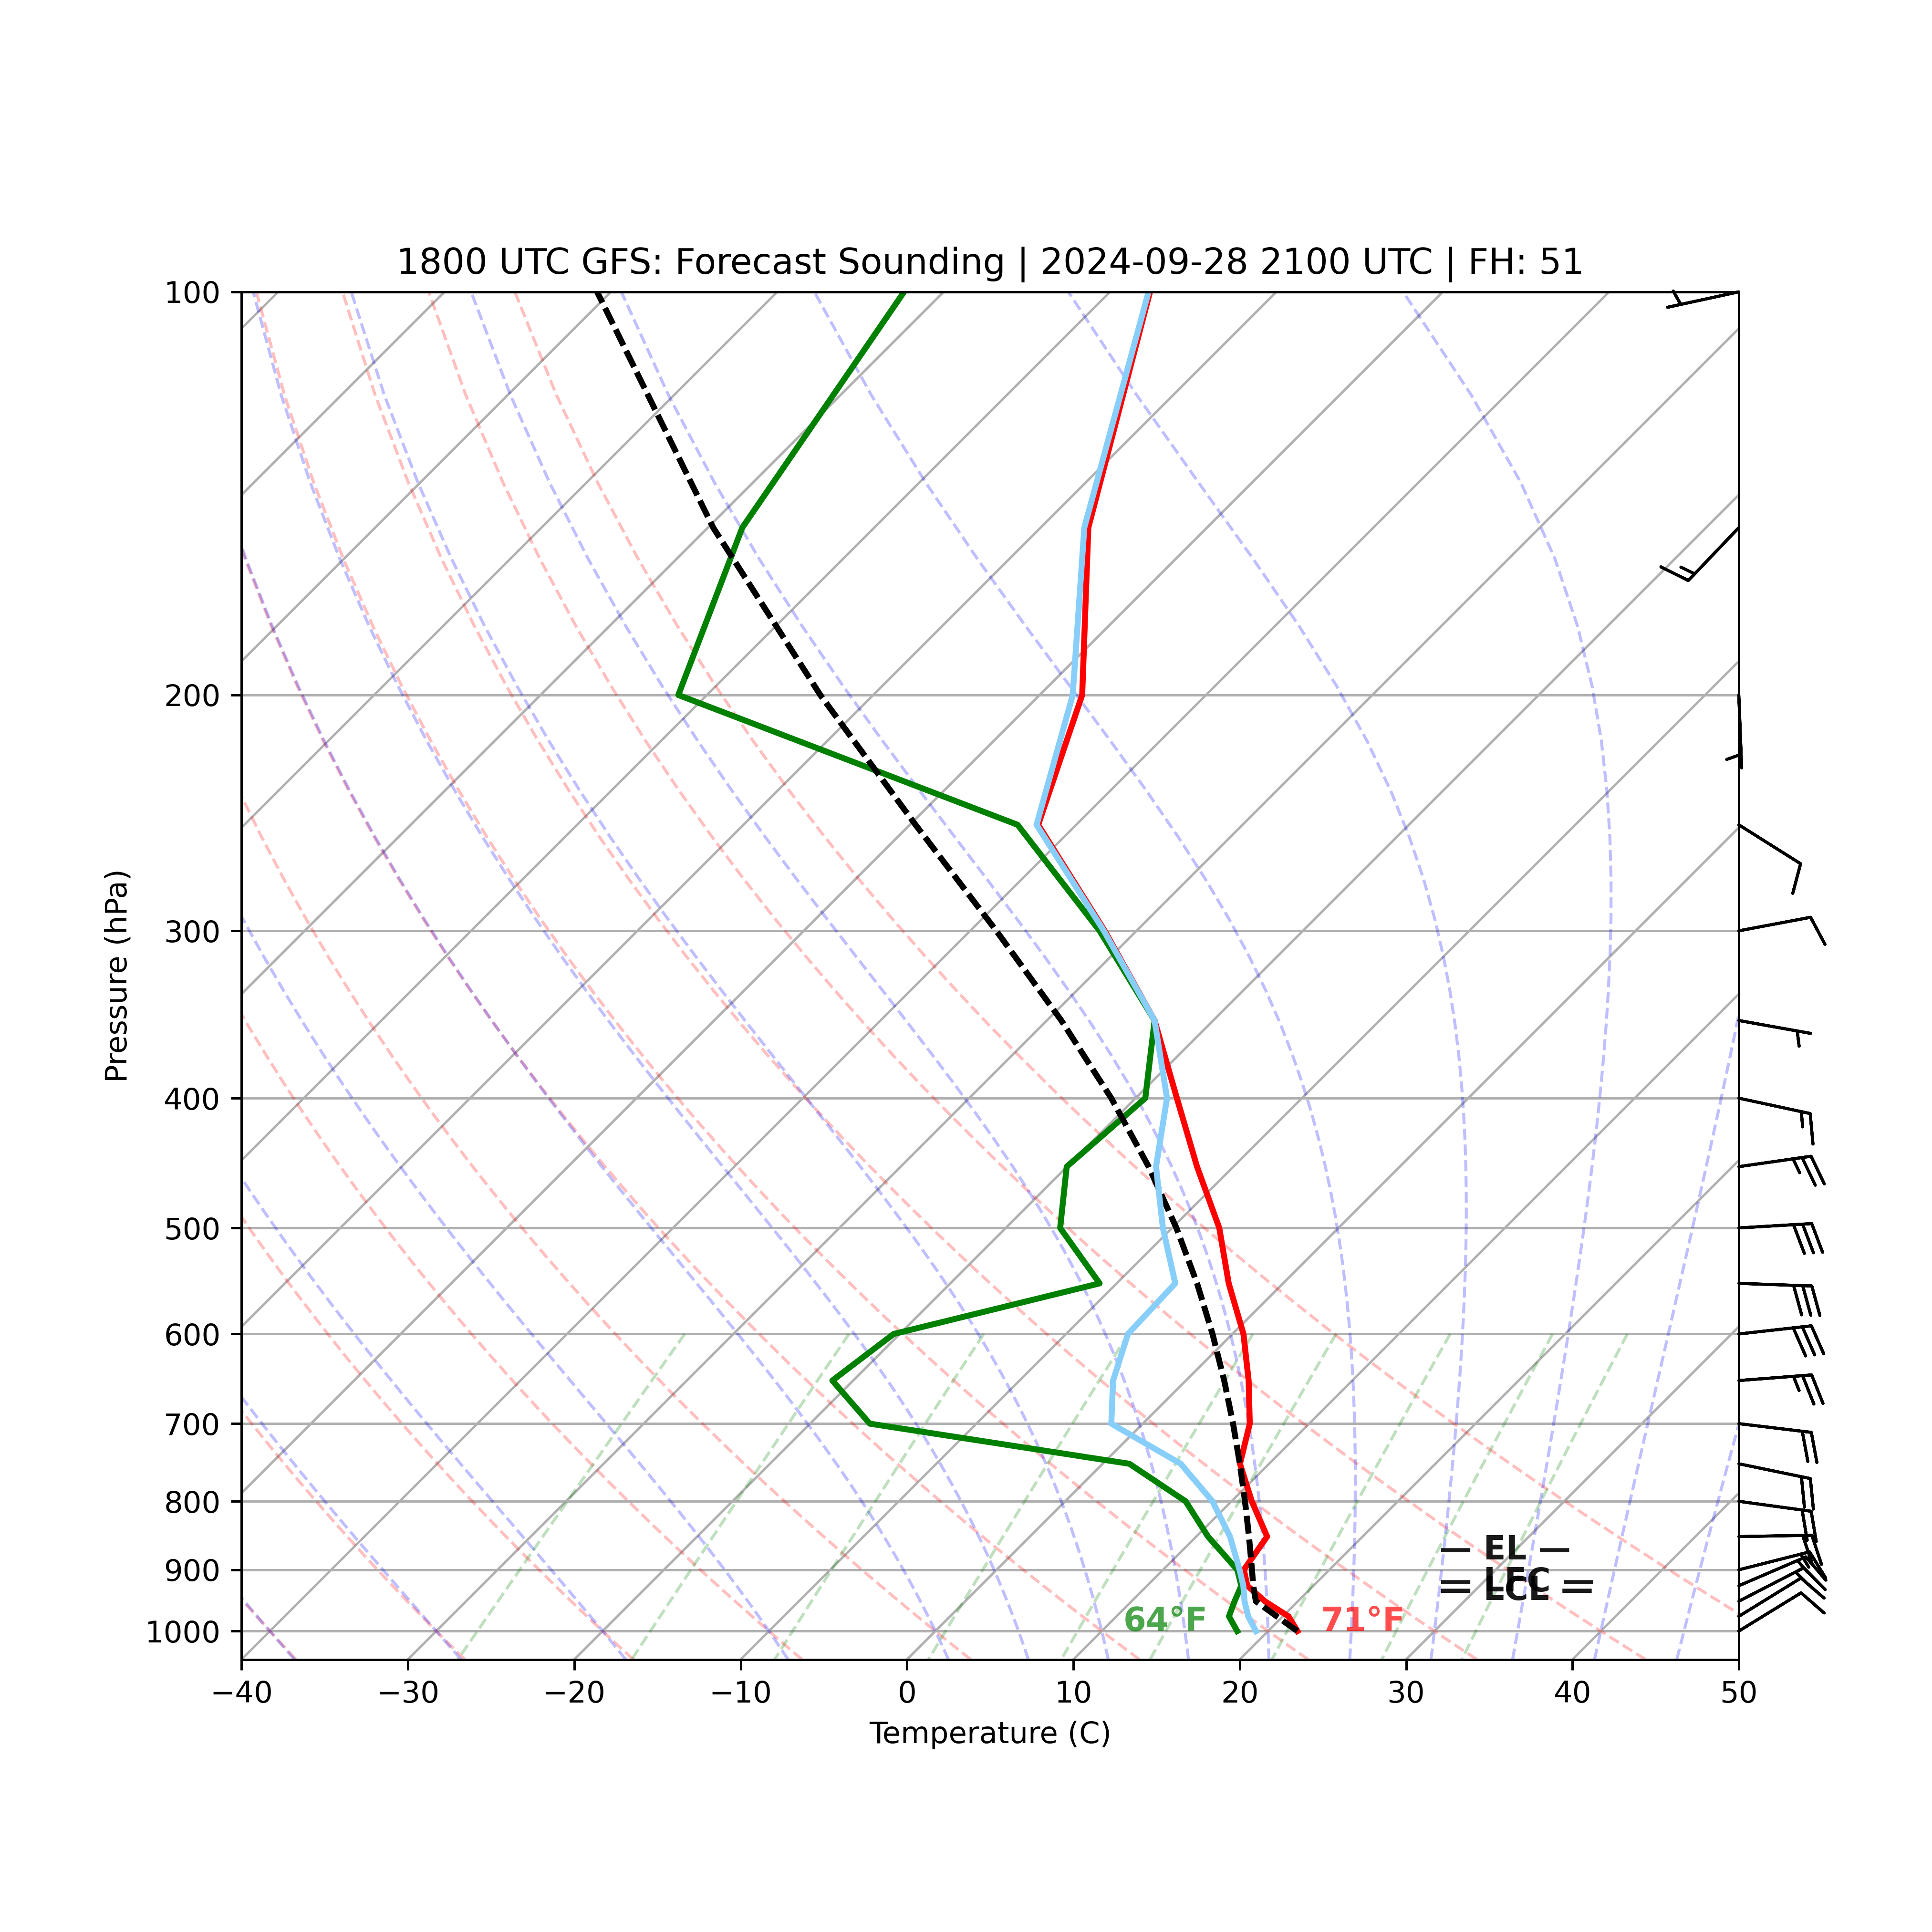 1800 UTC GFS: Forecast Sounding | 2024-09-28 2100 UTC | FH: 51
100
200
300
400
500
600
700
800
900
1000
Pressure (hPa)
— EL —
— LFC —
— LCL —
64°F
71°F
−40
−30
−20
−10
0
10
20
30
40
50
Temperature (C)